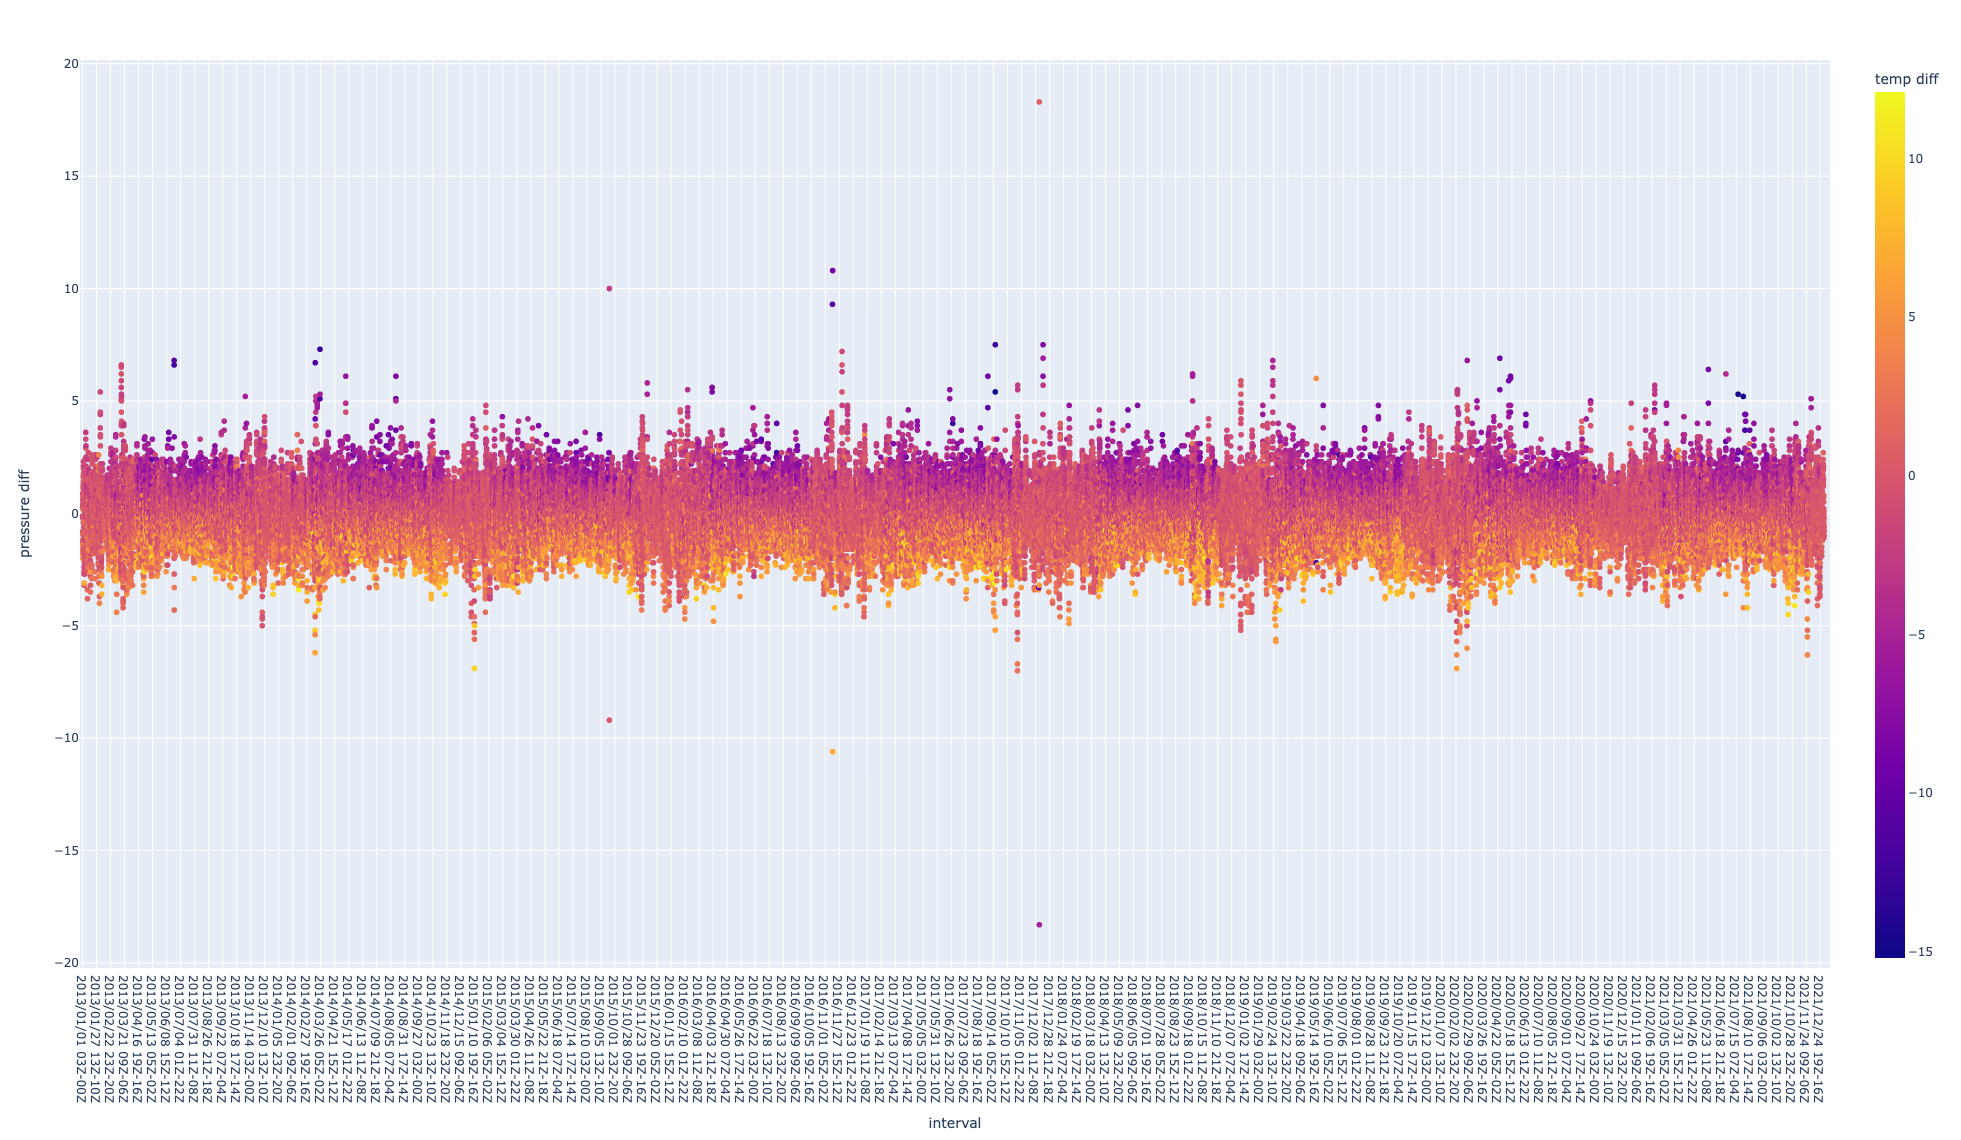 20
15
10
5
0
−5
−10
−15
−20
pressure diff
2013/01/01 03Z-00Z
2013/01/27 13Z-10Z
2013/02/22 23Z-20Z
2013/03/21 09Z-06Z
2013/04/16 19Z-16Z
2013/05/13 05Z-02Z
2013/06/08 15Z-12Z
2013/07/04 01Z-22Z
2013/07/31 11Z-08Z
2013/08/26 21Z-18Z
2013/09/22 07Z-04Z
2013/10/18 17Z-14Z
2013/11/14 03Z-00Z
2013/12/10 13Z-10Z
2014/01/05 23Z-20Z
2014/02/01 09Z-06Z
2014/02/27 19Z-16Z
2014/03/26 05Z-02Z
2014/04/21 15Z-12Z
2014/05/17 01Z-22Z
2014/06/13 11Z-08Z
2014/07/09 21Z-18Z
2014/08/05 07Z-04Z
2014/08/31 17Z-14Z
2014/09/27 03Z-00Z
2014/10/23 13Z-10Z
2014/11/18 23Z-20Z
2014/12/15 09Z-06Z
2015/01/10 19Z-16Z
2015/02/06 05Z-02Z
2015/03/04 15Z-12Z
2015/03/30 01Z-22Z
2015/04/26 11Z-08Z
2015/05/22 21Z-18Z
2015/06/18 07Z-04Z
2015/07/14 17Z-14Z
2015/08/10 03Z-00Z
2015/09/05 13Z-10Z
2015/10/01 23Z-20Z
2015/10/28 09Z-06Z
2015/11/23 19Z-16Z
2015/12/20 05Z-02Z
2016/01/15 15Z-12Z
2016/02/10 01Z-22Z
2016/03/08 11Z-08Z
2016/04/03 21Z-18Z
2016/04/30 07Z-04Z
2016/05/26 17Z-14Z
2016/06/22 03Z-00Z
2016/07/18 13Z-10Z
2016/08/13 23Z-20Z
2016/09/09 09Z-06Z
2016/10/05 19Z-16Z
2016/11/01 05Z-02Z
2016/11/27 15Z-12Z
2016/12/23 01Z-22Z
2017/01/19 11Z-08Z
2017/02/14 21Z-18Z
2017/03/13 07Z-04Z
2017/04/08 17Z-14Z
2017/05/05 03Z-00Z
2017/05/31 13Z-10Z
2017/06/26 23Z-20Z
2017/07/23 09Z-06Z
2017/08/18 19Z-16Z
2017/09/14 05Z-02Z
2017/10/10 15Z-12Z
2017/11/05 01Z-22Z
2017/12/02 11Z-08Z
2017/12/28 21Z-18Z
2018/01/24 07Z-04Z
2018/02/19 17Z-14Z
2018/03/18 03Z-00Z
2018/04/13 13Z-10Z
2018/05/09 23Z-20Z
2018/06/05 09Z-06Z
2018/07/01 19Z-16Z
2018/07/28 05Z-02Z
2018/08/23 15Z-12Z
2018/09/18 01Z-22Z
2018/10/15 11Z-08Z
2018/11/10 21Z-18Z
2018/12/07 07Z-04Z
2019/01/02 17Z-14Z
2019/01/29 03Z-00Z
2019/02/24 13Z-10Z
2019/03/22 23Z-20Z
2019/04/18 09Z-06Z
2019/05/14 19Z-16Z
2019/06/10 05Z-02Z
2019/07/06 15Z-12Z
2019/08/01 01Z-22Z
2019/08/28 11Z-08Z
2019/09/23 21Z-18Z
2019/10/20 07Z-04Z
2019/11/15 17Z-14Z
2019/12/12 03Z-00Z
2020/01/07 13Z-10Z
2020/02/02 23Z-20Z
2020/02/29 09Z-06Z
2020/03/26 19Z-16Z
2020/04/22 05Z-02Z
2020/05/18 15Z-12Z
2020/06/13 01Z-22Z
2020/07/10 11Z-08Z
2020/08/05 21Z-18Z
2020/09/01 07Z-04Z
2020/09/27 17Z-14Z
2020/10/24 03Z-00Z
2020/11/19 13Z-10Z
2020/12/15 23Z-20Z
2021/01/11 09Z-06Z
2021/02/06 19Z-16Z
2021/03/05 05Z-02Z
2021/03/31 15Z-12Z
2021/04/26 01Z-22Z
2021/05/23 11Z-08Z
2021/06/18 21Z-18Z
2021/07/15 07Z-04Z
2021/08/10 17Z-14Z
2021/09/06 03Z-00Z
2021/10/02 13Z-10Z
2021/10/28 23Z-20Z
2021/11/24 09Z-06Z
2021/12/24 19Z-16Z
interval
temp diff
10
5
0
−5
−10
−15